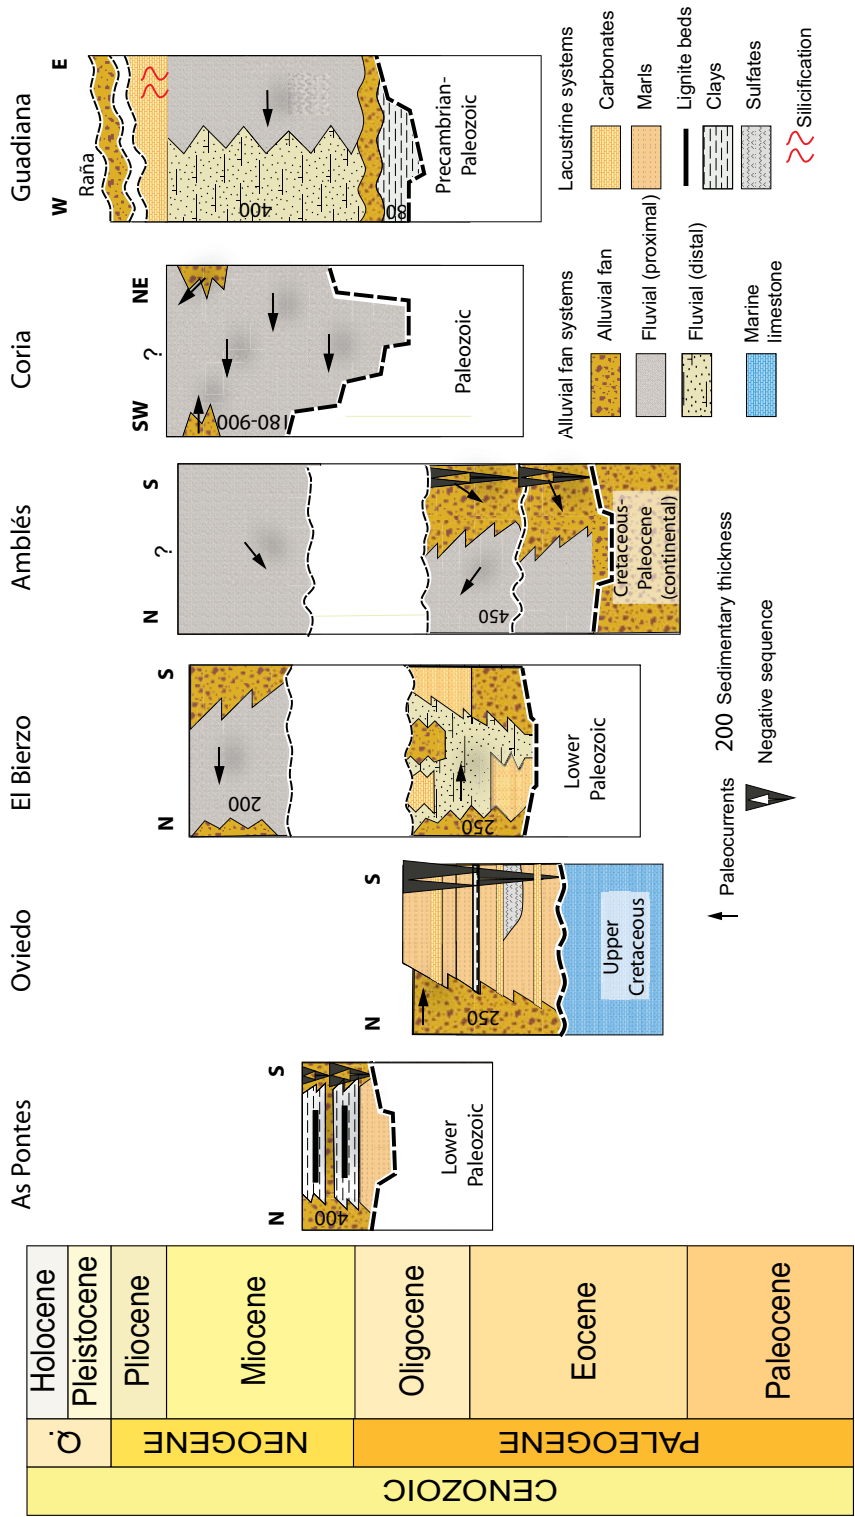 CENOZOIC
Q.
NEOGENE
PALEOGENE
Holocene
Pleistocene
Pliocene
Miocene
Oligocene
Eocene
Paleocene
As Pontes
N
S
400
Lower
Paleozoic
Oviedo
N
S
250
Upper
Cretaceous
El Bierzo
N
S
200
250
Lower
Paleozoic
Amblés
N
?
S
450
Cretaceous-
Paleocene
(continental)
Coria
SW
?
NE
180-900
Paleozoic
Guadiana
W
E
Raña
400
80
Precambrian-
Paleozoic
Paleocurrents
200 Sedimentary thickness
Negative sequence
Alluvial fan systems
Alluvial fan
Fluvial (proximal)
Fluvial (distal)
Marine
limestone
Lacustrine systems
Carbonates
Marls
Lignite beds
Clays
Sulfates
Silicification